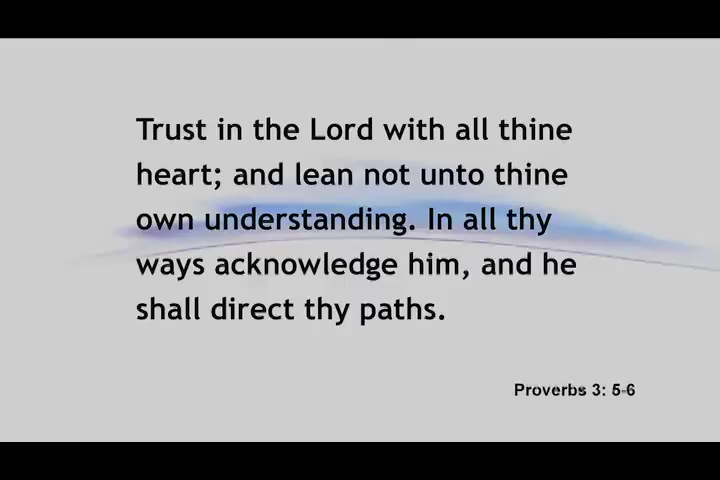 Trust in the Lord with all thine
heart; and lean not unto thine
own understanding. In all thy
ways acknowledge him, and he
shall direct thy paths.
Proverbs 3: 5-6